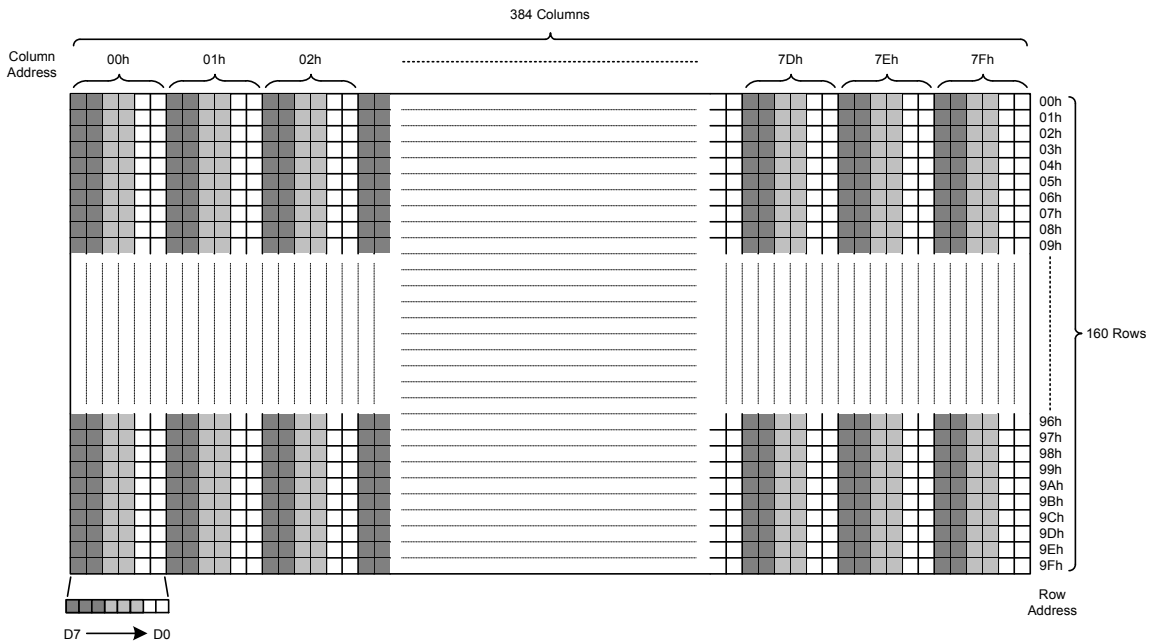 384 Columns
Column
Address
00h 01h 02h 7Dh 7Eh 7Fh
00h
01h
02h
03h
04h
05h
06h
07h
08h
09h
160 Rows
96h
97h
98h
99h
9Ah
9Bh
9Ch
9Dh
9Eh
9Fh
Row
Address
D7 D0